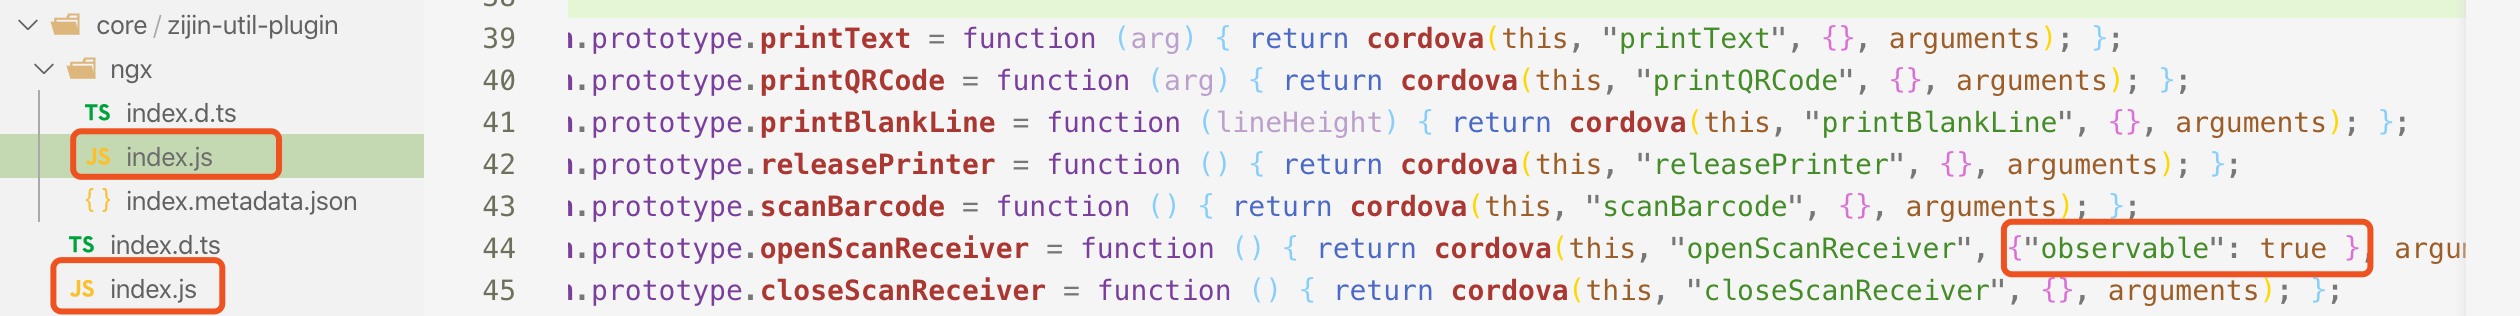 core / zijin-util-plugin
ngx
TS index.d.ts
JS index.js
{ } index.metadata.json
TS index.d.ts
JS index.js
38
39 .prototype.printText = function (arg) { return cordova(this, "printText", {}, arguments); };
40 .prototype.printQRCode = function (arg) { return cordova(this, "printQRCode", {}, arguments); };
41 .prototype.printBlankLine = function (lineHeight) { return cordova(this, "printBlankLine", {}, arguments); };
42 .prototype.releasePrinter = function () { return cordova(this, "releasePrinter", {}, arguments); };
43 .prototype.scanBarcode = function () { return cordova(this, "scanBarcode", {}, arguments); };
44 .prototype.openScanReceiver = function () { return cordova(this, "openScanReceiver", {"observable": true }, argu
45 .prototype.closeScanReceiver = function () { return cordova(this, "closeScanReceiver", {}, arguments); };